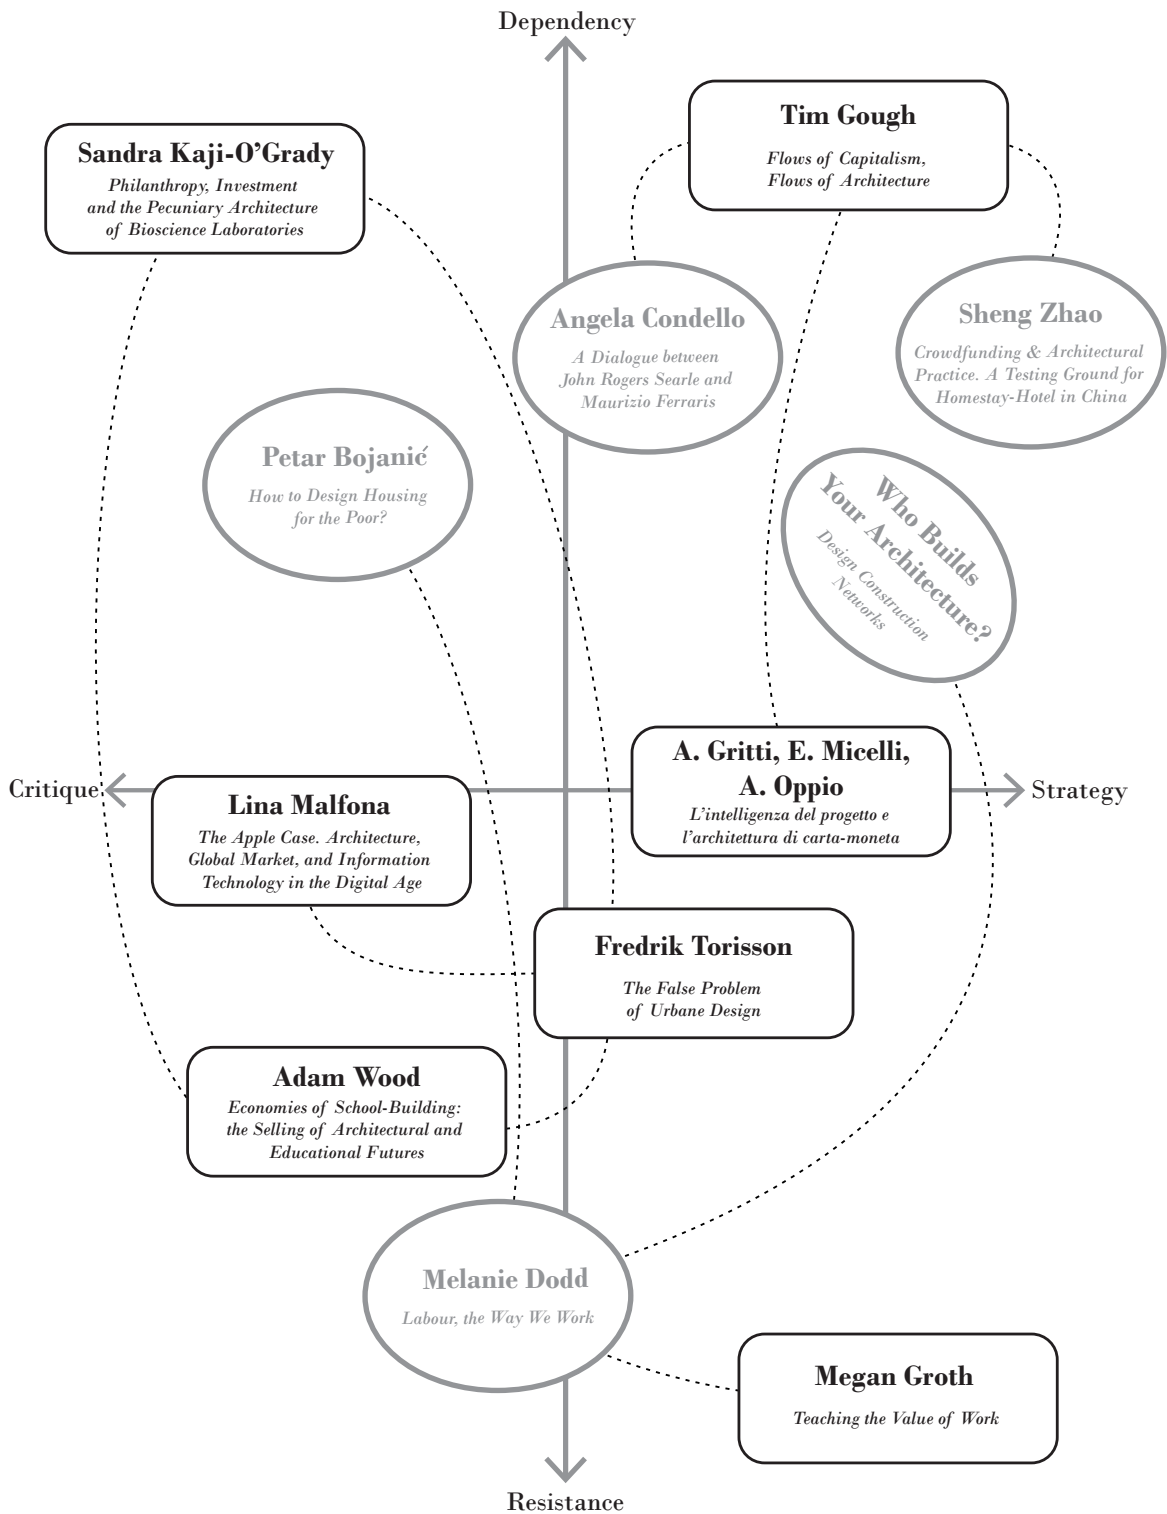 Dependency
Tim Gough
Flows of Capitalism,
Flows of Architecture
Sandra Kaji-O’Grady
Philanthropy, Investment
and the Pecuniary Architecture
of Bioscience Laboratories
Angela Condello
A Dialogue between
John Rogers Searle and
Maurizio Ferraris
Sheng Zhao
Crowdfunding & Architectural
Practice. A Testing Ground for
Homestay-Hotel in China
Petar Bojanić
How to Design Housing
for the Poor?
Who Builds
Your Architecture?
Design Construction
Networks
A. Gritti, E. Micelli,
A. Oppio
L’intelligenza del progetto e
l’architettura di carta-moneta
Critique
Strategy
Lina Malfona
The Apple Case. Architecture,
Global Market, and Information
Technology in the Digital Age
Fredrik Torisson
The False Problem
of Urbane Design
Adam Wood
Economies of School-Building:
the Selling of Architectural and
Educational Futures
Melanie Dodd
Labour, the Way We Work
Megan Groth
Teaching the Value of Work
Resistance